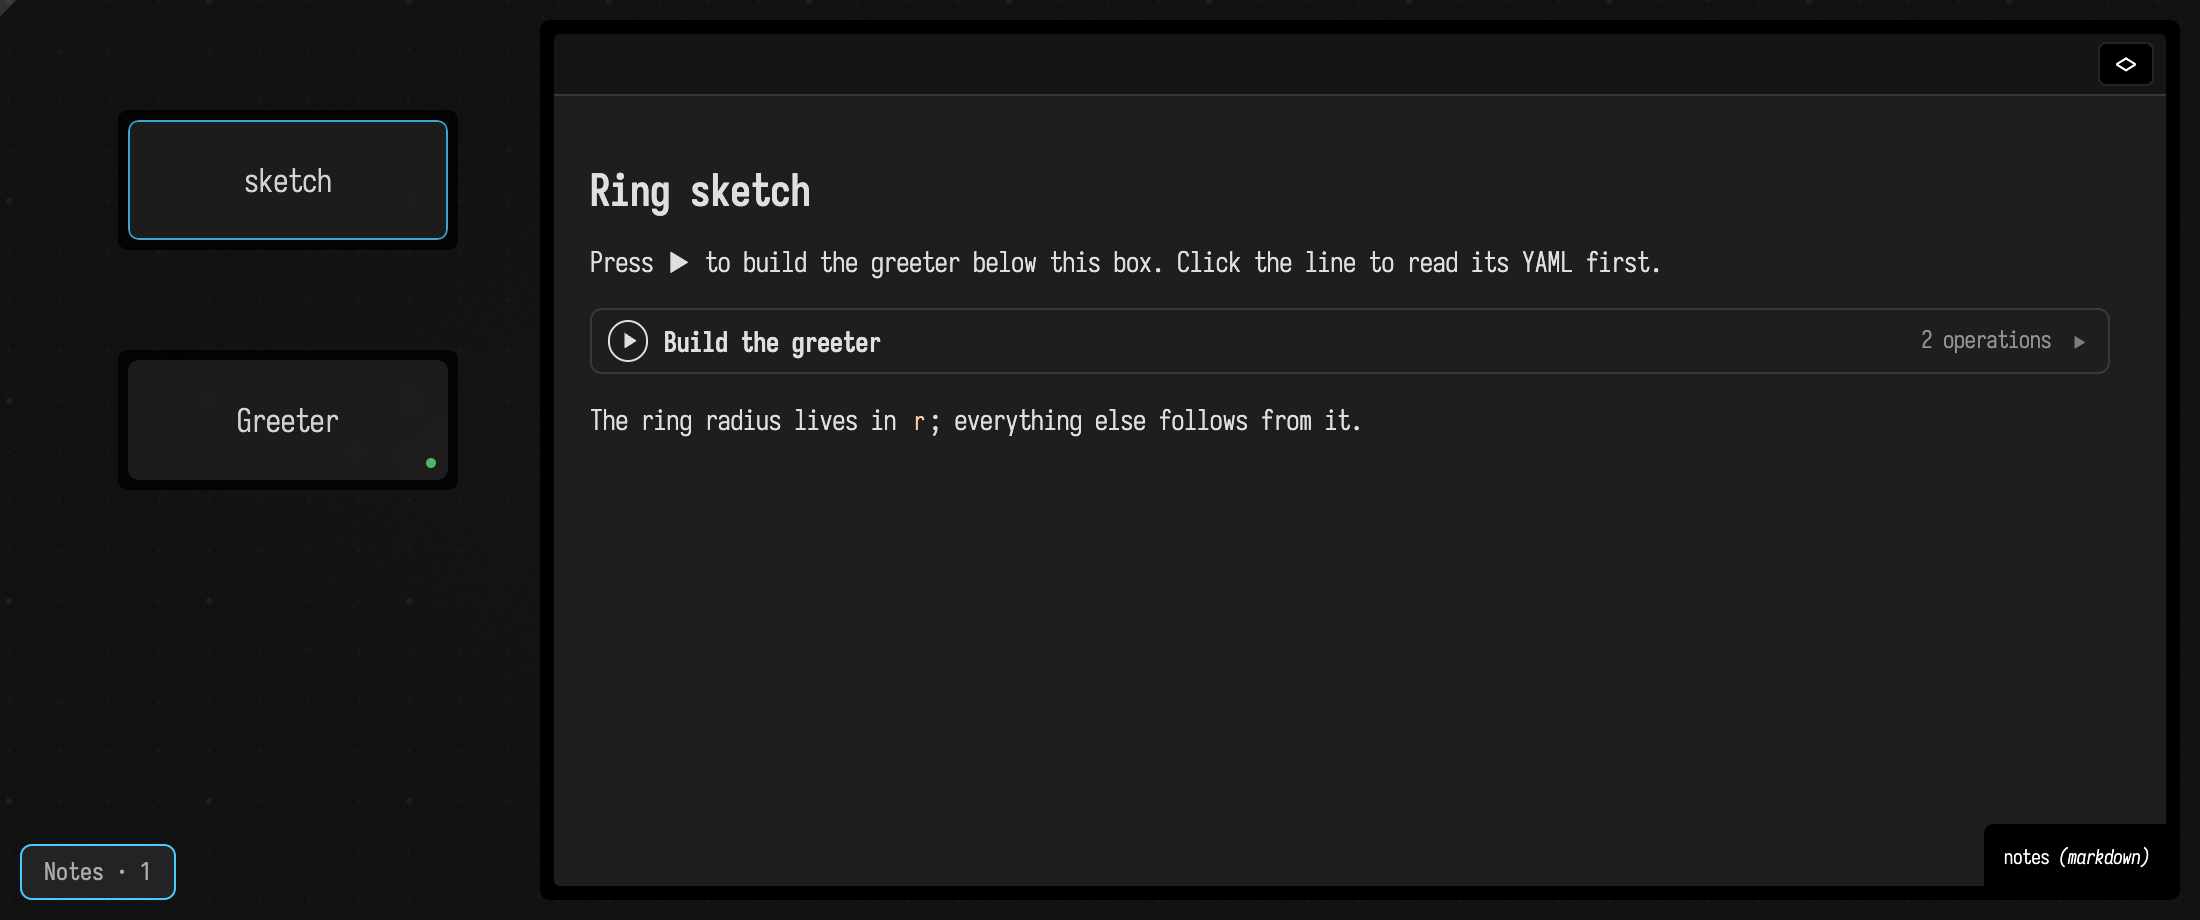 sketch
Greeter
Notes · 1
Ring sketch
Press ▶ to build the greeter below this box. Click the line to read its YAML first.
Build the greeter
2 operations ▶
The ring radius lives in r; everything else follows from it.
notes (markdown)